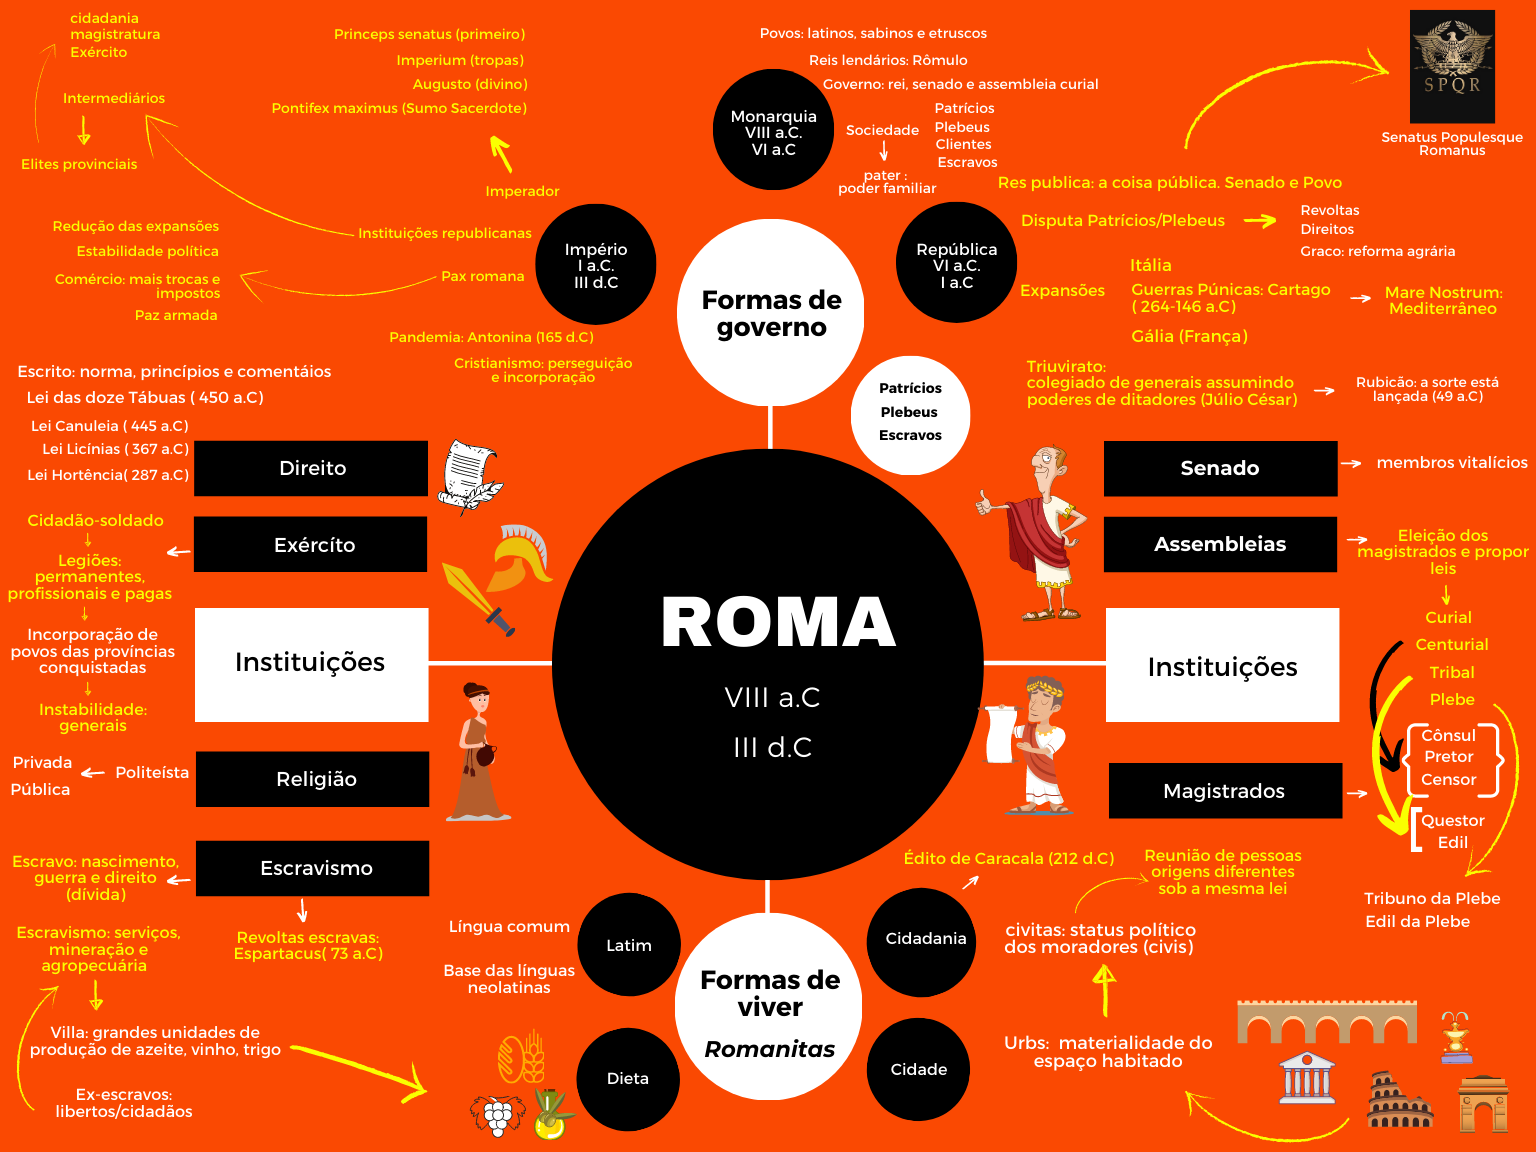 cidadania
magistratura
Exército
Intermediários
Elites provinciais
Princeps senatus (primeiro)
Imperium (tropas)
Augusto (divino)
Pontifex maximus (Sumo Sacerdote)
Imperador
Instituições republicanas
Pax romana
Redução das expansões
Estabilidade política
Comércio: mais trocas e
impostos
Paz armada
Pandemia: Antonina (165 d.C)
Cristianismo: perseguição
e incorporação
Império
I a.C.
III d.C
Povos: latinos, sabinos e etruscos
Reis lendários: Rômulo
Governo: rei, senado e assembleia curial
Monarquia
VIII a.C.
VI a.C
Sociedade
Patrícios
Plebeus
Clientes
Escravos
pater :
poder familiar
SPQR
Senatus Populesque
Romanus
Res publica: a coisa pública. Senado e Povo
Disputa Patrícios/Plebeus
Revoltas
Direitos
Graco: reforma agrária
República
VI a.C.
I a.C
Expansões
Itália
Guerras Púnicas: Cartago
( 264-146 a.C)
Gália (França)
Mare Nostrum:
Mediterrâneo
Triuvirato:
colegiado de generais assumindo
poderes de ditadores (Júlio César)
Rubicão: a sorte está
lançada (49 a.C)
Formas de
governo
Patrícios
Plebeus
Escravos
Escrito: norma, princípios e comentáios
Lei das doze Tábuas ( 450 a.C)
Lei Canuleia ( 445 a.C)
Lei Licínias ( 367 a.C)
Lei Hortência( 287 a.C)
Direito
Cidadão-soldado
Legiões:
permanentes,
profissionais e pagas
Incorporação de
povos das províncias
conquistadas
Instabilidade:
generais
Exércíto
Instituições
Privada
Pública
Politeísta
Religião
Escravo: nascimento,
guerra e direito
(dívida)
Escravismo
Escravismo: serviços,
mineração e
agropecuária
Revoltas escravas:
Espartacus( 73 a.C)
Villa: grandes unidades de
produção de azeite, vinho, trigo
Ex-escravos:
libertos/cidadãos
ROMA
VIII a.C
III d.C
Senado
membros vitalícios
Assembleias
Eleição dos
magistrados e propor
leis
Curial
Centurial
Tribal
Plebe
Instituições
Magistrados
Cônsul
Pretor
Censor
Questor
Edil
Tribuno da Plebe
Edil da Plebe
Língua comum
Base das línguas
neolatinas
Latim
Dieta
Formas de
viver
Romanitas
Cidadania
Cidade
Édito de Caracala (212 d.C)
Reunião de pessoas
origens diferentes
sob a mesma lei
civitas: status político
dos moradores (civis)
Urbs:  materialidade do
espaço habitado